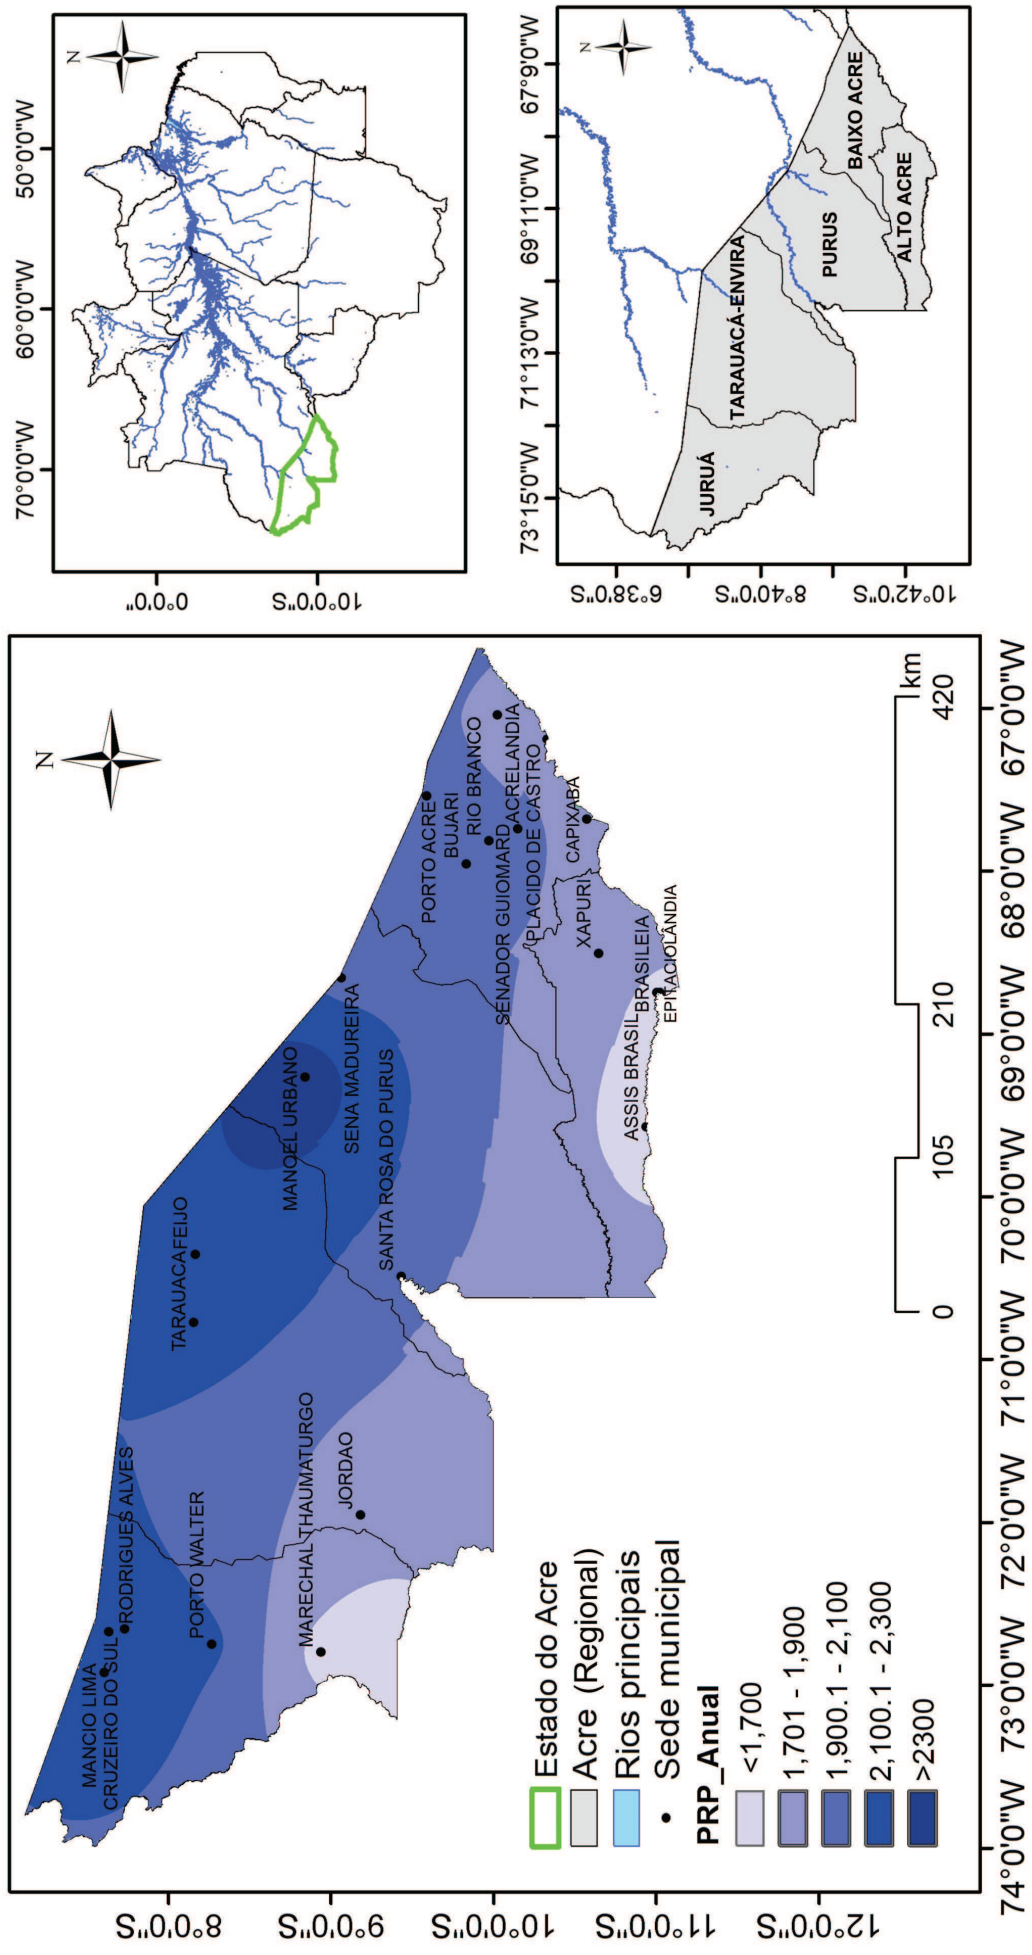 N
MANCIO LIMA
CRUZEIRO DO SUL
RODRIGUES ALVES
PORTO WALTER
MARECHAL THAUMATURGO
JORDAO
TARAUACA
FEIJO
MANOEL URBANO
SENA MADUREIRA
SANTA ROSA DO PURUS
PORTO ACRE
BUJARI
RIO BRANCO
SENADOR GUIOMARD
ACRELANDIA
PLACIDO DE CASTRO
CAPIXABA
XAPURI
ASSIS BRASIL
BRASILEIA
EPITACIOLÂNDIA
8°0'0"S
9°0'0"S
10°0'0"S
11°0'0"S
12°0'0"S
Estado do Acre
Acre (Regional)
Rios principais
Sede municipal
PRP_Anual
<1,700
1,701 - 1,900
1,900.1 - 2,100
2,100.1 - 2,300
>2300
km
0 105 210 420
74°0'0"W 73°0'0"W 72°0'0"W 71°0'0"W 70°0'0"W 69°0'0"W 68°0'0"W 67°0'0"W
70°0'0"W 60°0'0"W 50°0'0"W
N
0°0'0"
10°0'0"S
73°15'0"W 71°13'0"W 69°11'0"W 67°9'0"W
N
6°38'0"S
8°40'0"S
10°42'0"S
JURUÁ
TARAUACÁ-ENVIRA
PURUS
BAIXO ACRE
ALTO ACRE